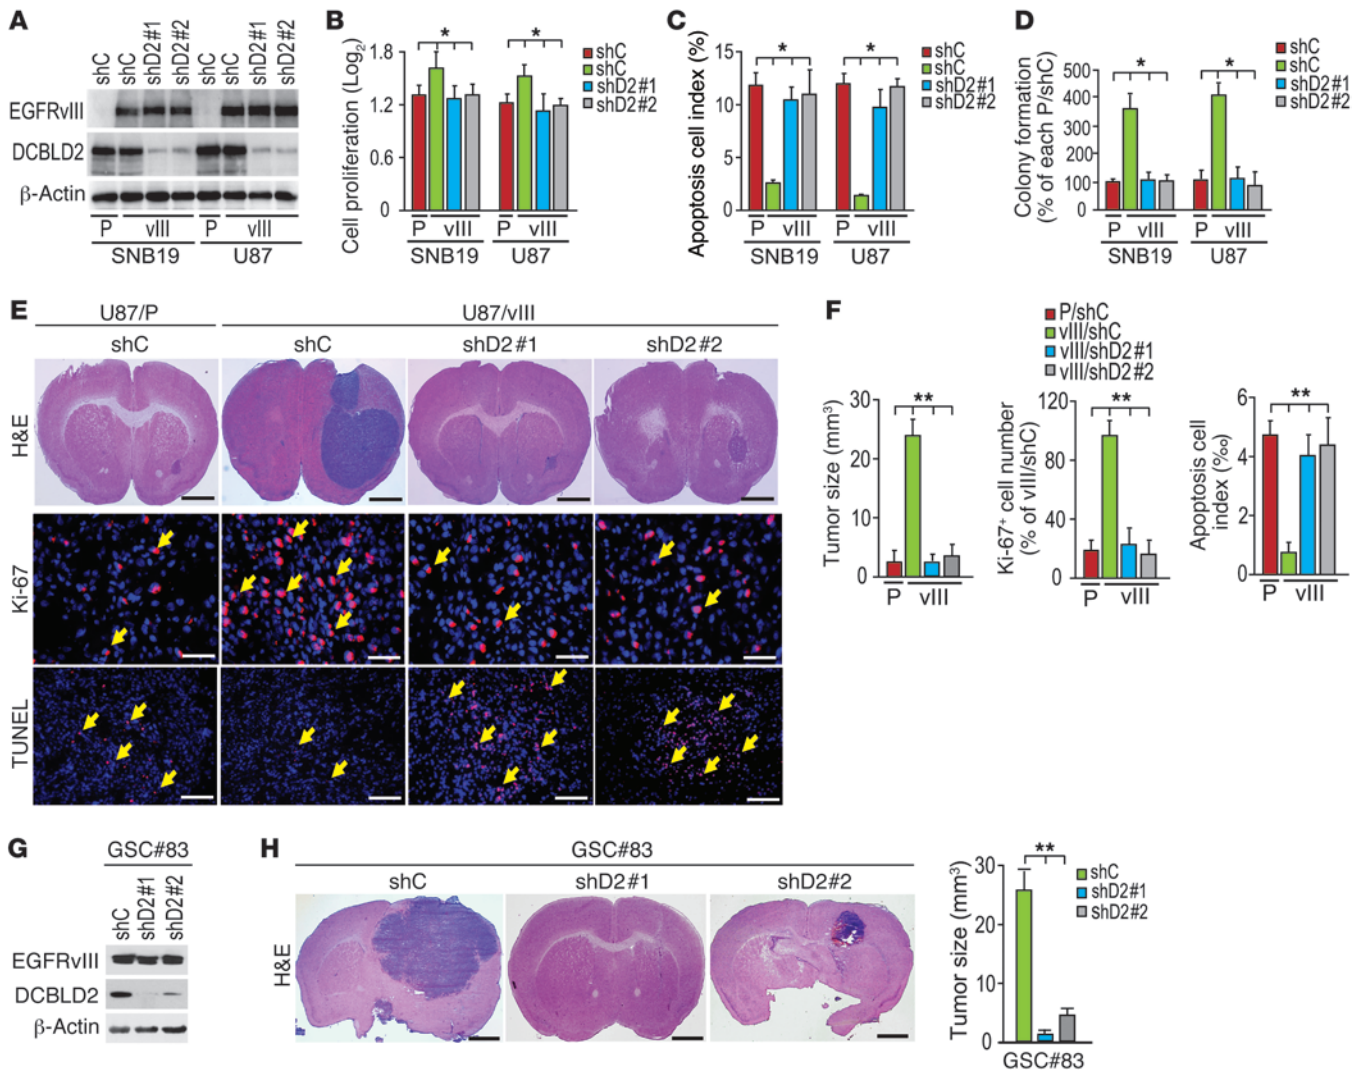 A
shC
shC
shD2#1
shD2#2
shC
shC
shD2#1
shD2#2
EGFRvIII
DCBLD2
β-Actin
P
vIII
P
vIII
SNB19
U87
B
Cell proliferation (Log2)
1.8
1.2
0.6
0
*
*
P
vIII
P
vIII
SNB19
U87
shC
shC
shD2#1
shD2#2
C
Apoptosis cell index (%)
15
10
5
0
*
*
P
vIII
P
vIII
SNB19
U87
shC
shC
shD2#1
shD2#2
D
Colony formation
(% of each P/shC)
500
400
300
200
100
0
*
*
P
vIII
P
vIII
SNB19
U87
shC
shC
shD2#1
shD2#2
E
U87/P
U87/vIII
shC
shC
shD2#1
shD2#2
H&E
Ki-67
TUNEL
F
P/shC
vIII/shC
vIII/shD2#1
vIII/shD2#2
Tumor size (mm³)
30
20
10
0
**
P
vIII
Ki-67⁺ cell number
(% of vIII/shC)
120
80
40
0
**
P
vIII
Apoptosis cell
index (‰)
6
4
2
0
**
P
vIII
G
GSC#83
shC
shD2#1
shD2#2
EGFRvIII
DCBLD2
β-Actin
H
GSC#83
shC
shD2#1
shD2#2
H&E
Tumor size (mm³)
30
20
10
0
**
shC
shD2#1
shD2#2
GSC#83